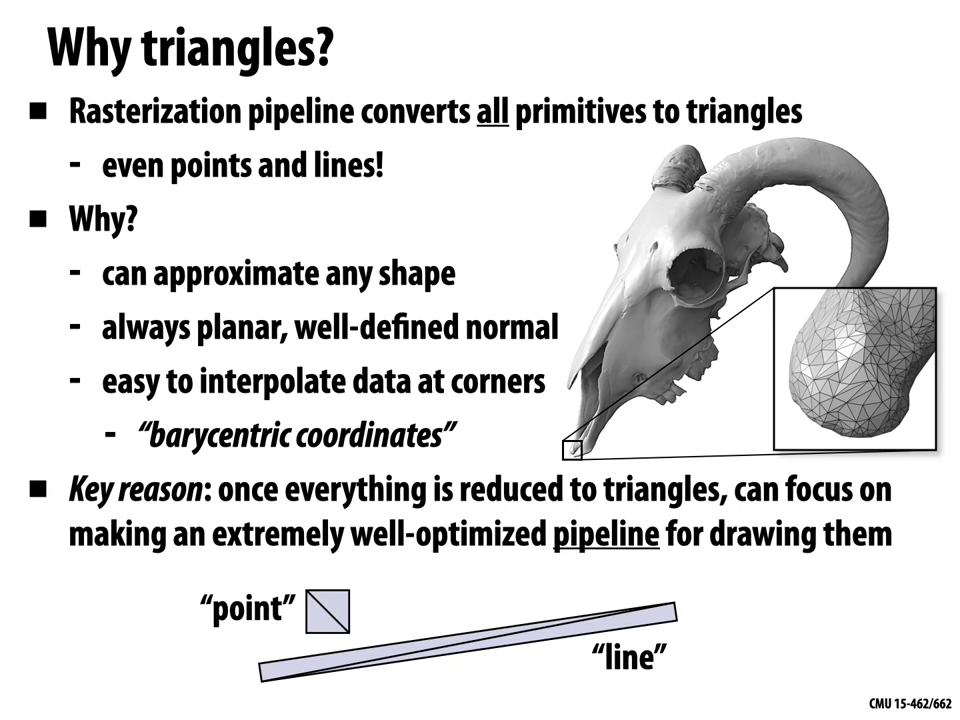 Why triangles?
■ Rasterization pipeline converts all primitives to triangles
- even points and lines!
■ Why?
- can approximate any shape
- always planar, well-defined normal
- easy to interpolate data at corners
- “barycentric coordinates”
■ Key reason: once everything is reduced to triangles, can focus on
making an extremely well-optimized pipeline for drawing them
“point”
“line”
CMU 15-462/662